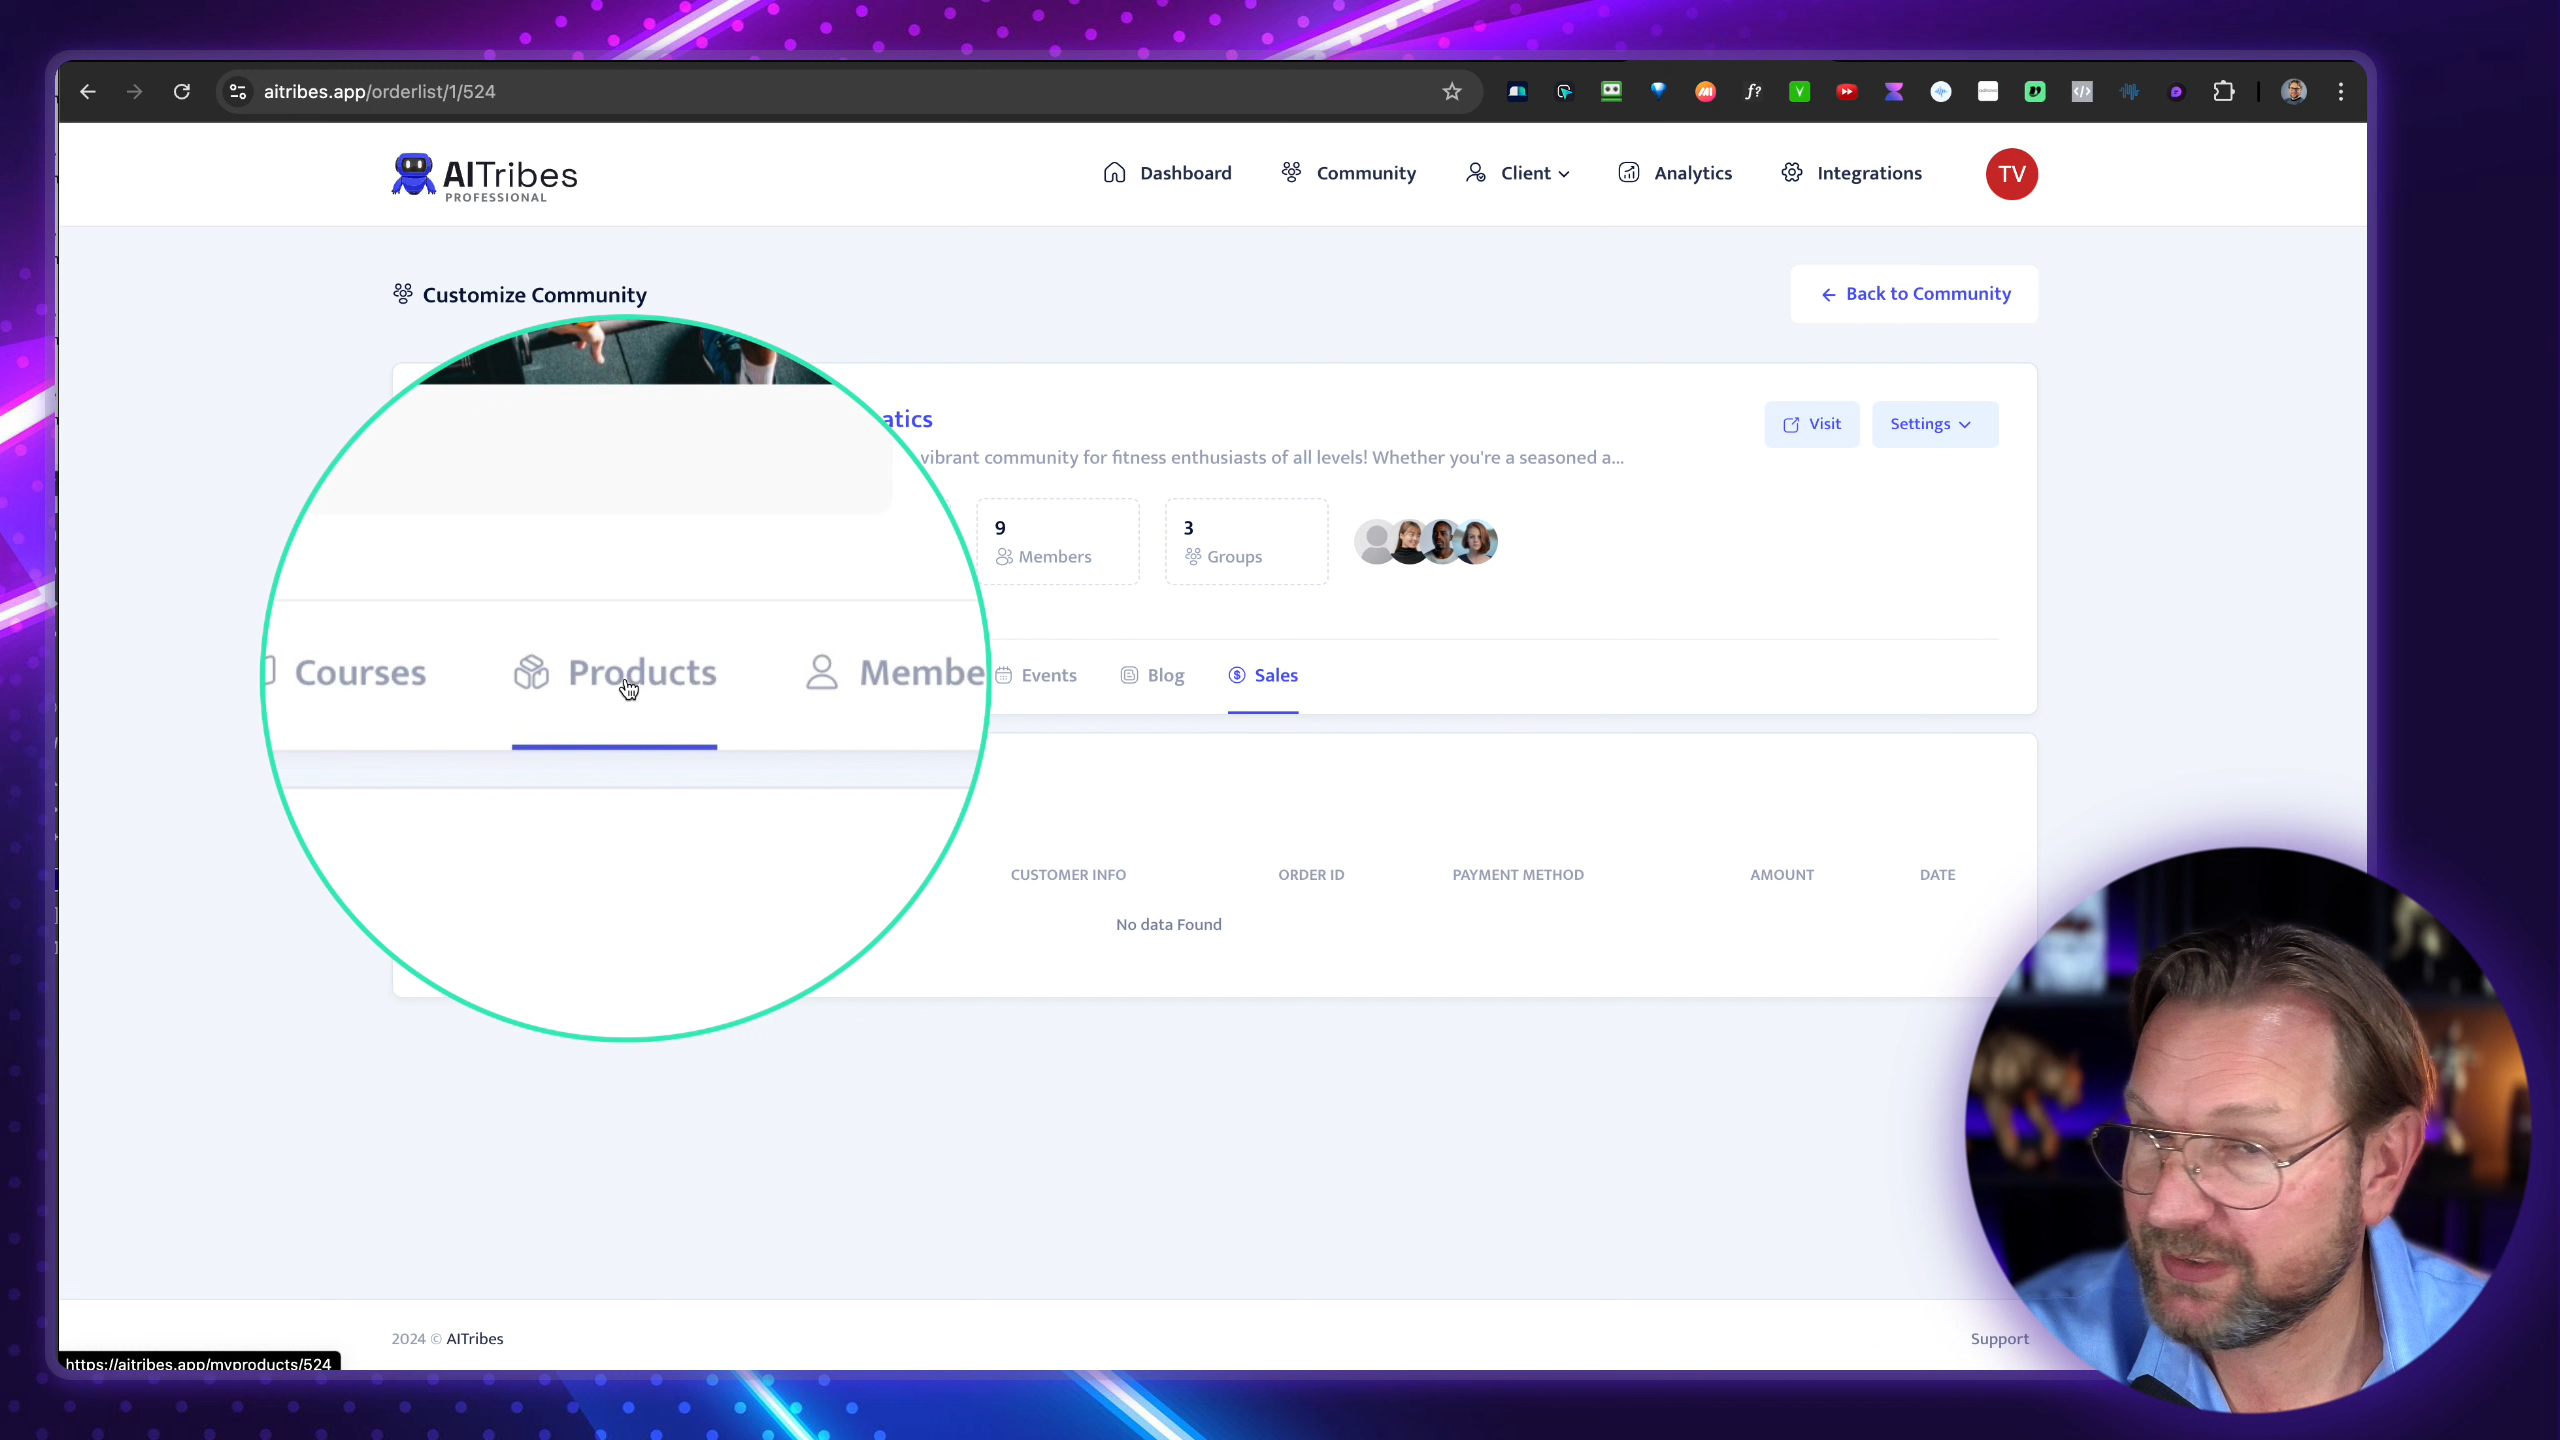 aitribes.app/orderlist/1/524
AITribes
PROFESSIONAL
Dashboard
Community
Client
Analytics
Integrations
TV
Customize Community
Back to Community
atics
Visit
Settings
vibrant community for fitness enthusiasts of all levels! Whether you're a seasoned a...
9
Members
3
Groups
Courses
Products
Membe
Events
Blog
Sales
CUSTOMER INFO
ORDER ID
PAYMENT METHOD
AMOUNT
DATE
No data Found
2024 © AITribes
Support
https://aitribes.app/myproducts/524